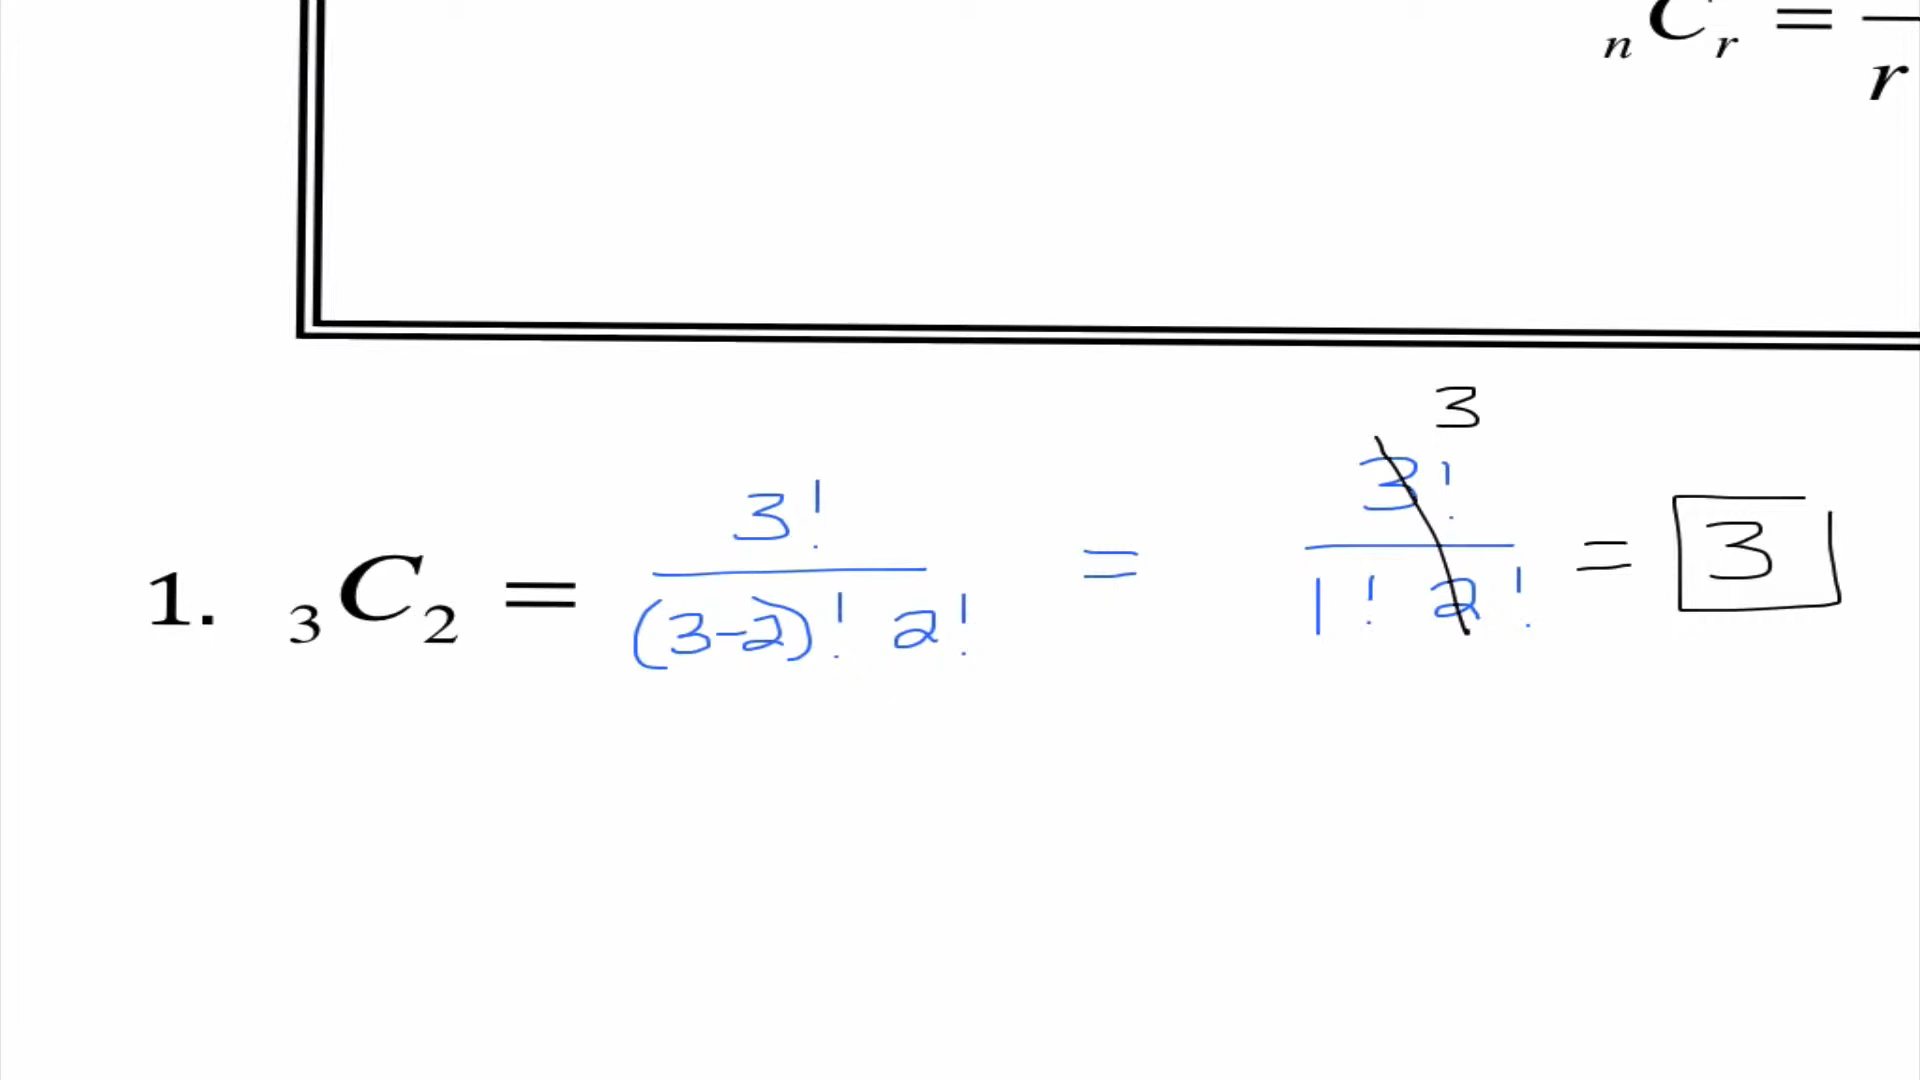 nCr = r
3
1. 3C2 = 3! / (3-2)! 2! = 3! / 1! 2! = 3